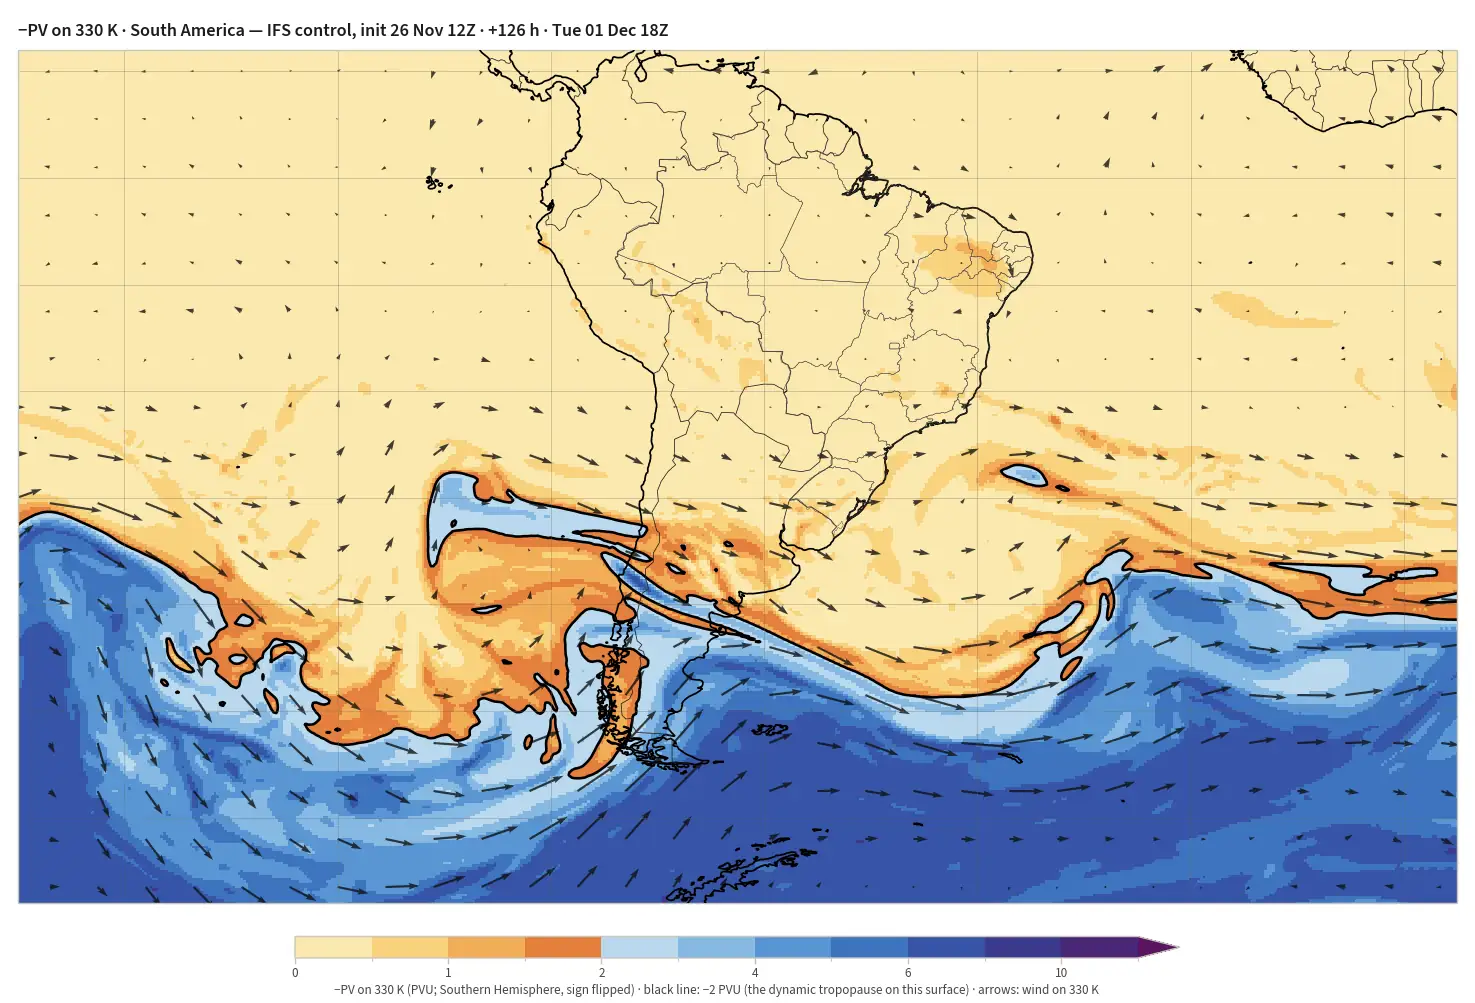 −PV on 330 K · South America — IFS control, init 26 Nov 12Z · +126 h · Tue 01 Dec 18Z
0 1 2 4 6 10
−PV on 330 K (PVU; Southern Hemisphere, sign flipped) · black line: −2 PVU (the dynamic tropopause on this surface) · arrows: wind on 330 K